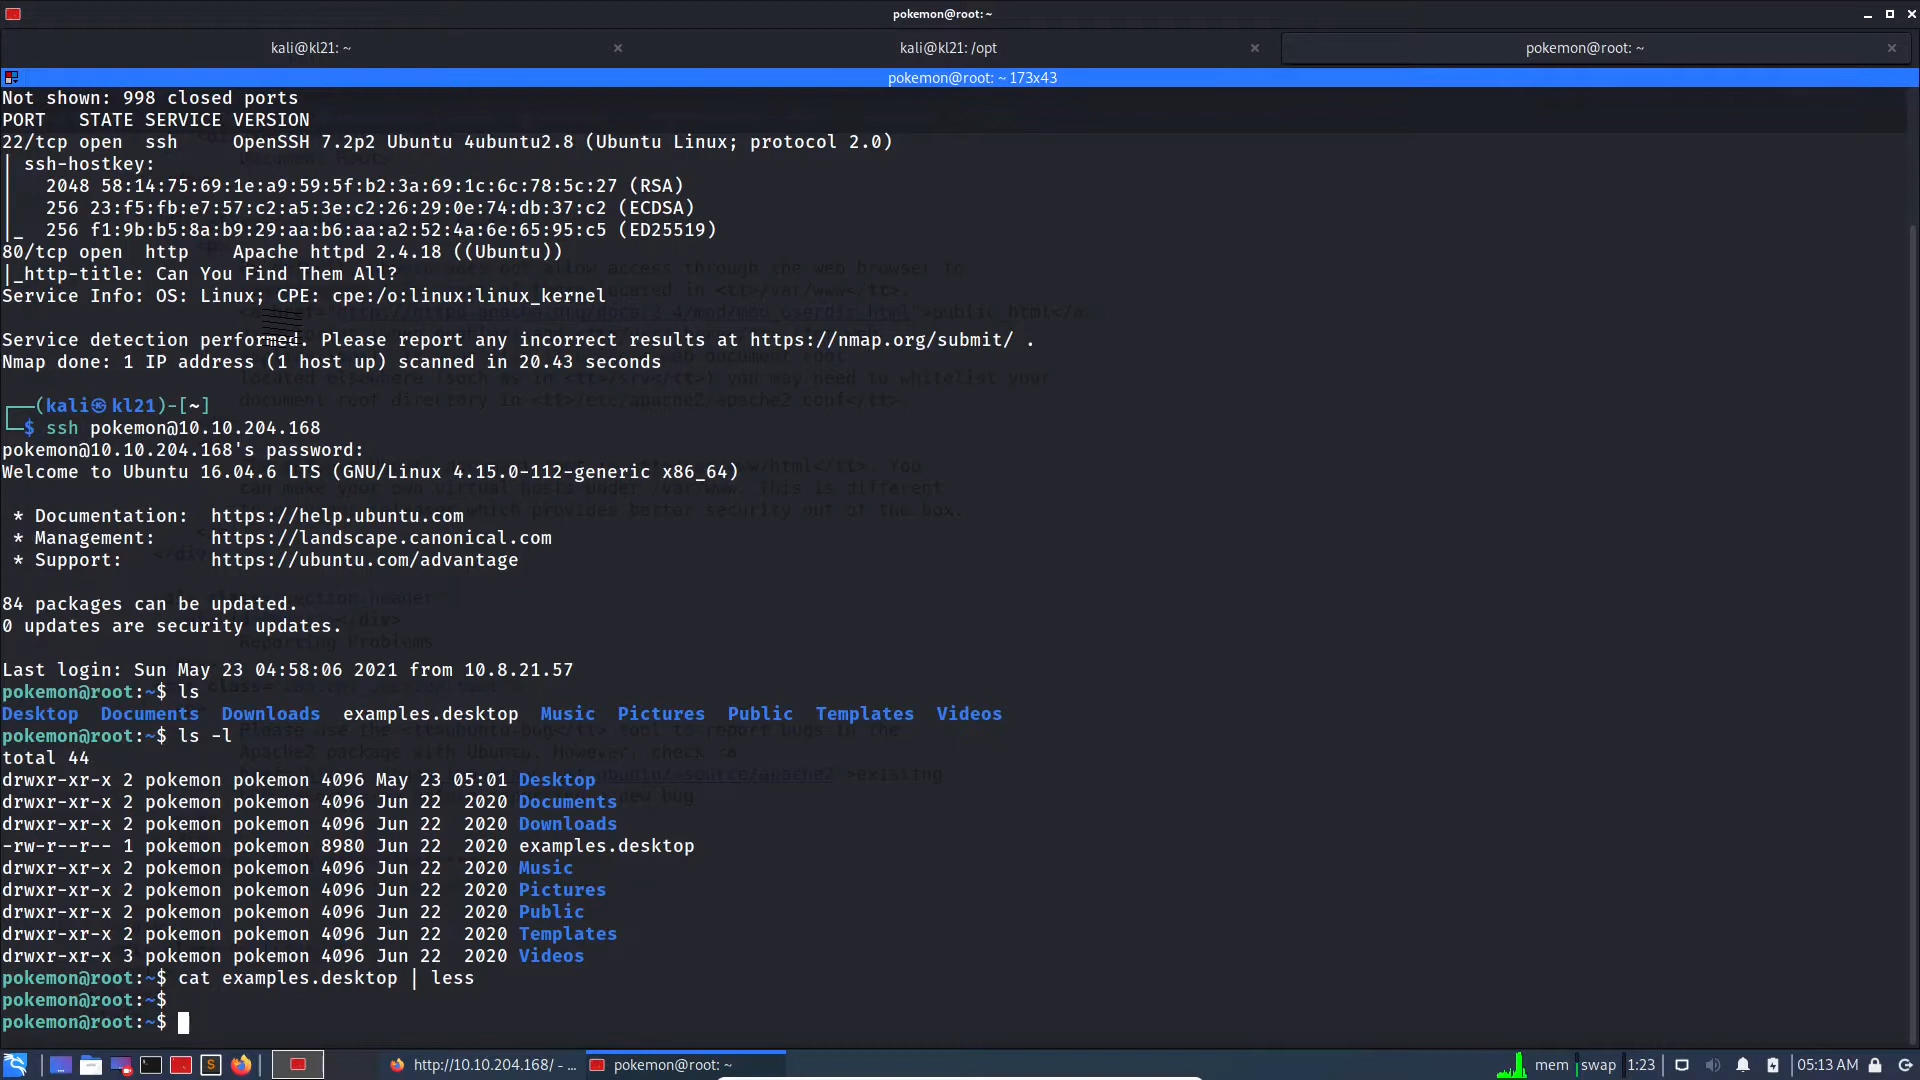 pokemon@root: ~
kali@kl21: ~
kali@kl21: /opt
pokemon@root: ~
pokemon@root: ~ 173x43
Not shown: 998 closed ports
PORT   STATE SERVICE VERSION
22/tcp open  ssh     OpenSSH 7.2p2 Ubuntu 4ubuntu2.8 (Ubuntu Linux; protocol 2.0)
| ssh-hostkey:
|   2048 58:14:75:69:1e:a9:59:5f:b2:3a:69:1c:6c:78:5c:27 (RSA)
|   256 23:f5:fb:e7:57:c2:a5:3e:c2:26:29:0e:74:db:37:c2 (ECDSA)
|_  256 f1:9b:b5:8a:b9:29:aa:b6:aa:a2:52:4a:6e:65:95:c5 (ED25519)
80/tcp open  http    Apache httpd 2.4.18 ((Ubuntu))
|_http-title: Can You Find Them All?
Service Info: OS: Linux; CPE: cpe:/o:linux:linux_kernel
Service detection performed. Please report any incorrect results at https://nmap.org/submit/ .
Nmap done: 1 IP address (1 host up) scanned in 20.43 seconds
┌──(kali㉿kl21)-[~]
└─$ ssh pokemon@10.10.204.168
pokemon@10.10.204.168's password:
Welcome to Ubuntu 16.04.6 LTS (GNU/Linux 4.15.0-112-generic x86_64)
 * Documentation:  https://help.ubuntu.com
 * Management:     https://landscape.canonical.com
 * Support:        https://ubuntu.com/advantage
84 packages can be updated.
0 updates are security updates.
Last login: Sun May 23 04:58:06 2021 from 10.8.21.57
pokemon@root:~$ ls
Desktop  Documents  Downloads  examples.desktop  Music  Pictures  Public  Templates  Videos
pokemon@root:~$ ls -l
total 44
drwxr-xr-x 2 pokemon pokemon 4096 May 23 05:01 Desktop
drwxr-xr-x 2 pokemon pokemon 4096 Jun 22  2020 Documents
drwxr-xr-x 2 pokemon pokemon 4096 Jun 22  2020 Downloads
-rw-r--r-- 1 pokemon pokemon 8980 Jun 22  2020 examples.desktop
drwxr-xr-x 2 pokemon pokemon 4096 Jun 22  2020 Music
drwxr-xr-x 2 pokemon pokemon 4096 Jun 22  2020 Pictures
drwxr-xr-x 2 pokemon pokemon 4096 Jun 22  2020 Public
drwxr-xr-x 2 pokemon pokemon 4096 Jun 22  2020 Templates
drwxr-xr-x 3 pokemon pokemon 4096 Jun 22  2020 Videos
pokemon@root:~$ cat examples.desktop | less
pokemon@root:~$
pokemon@root:~$
http://10.10.204.168/ - ... pokemon@root: ~ mem swap 1:23 05:13 AM